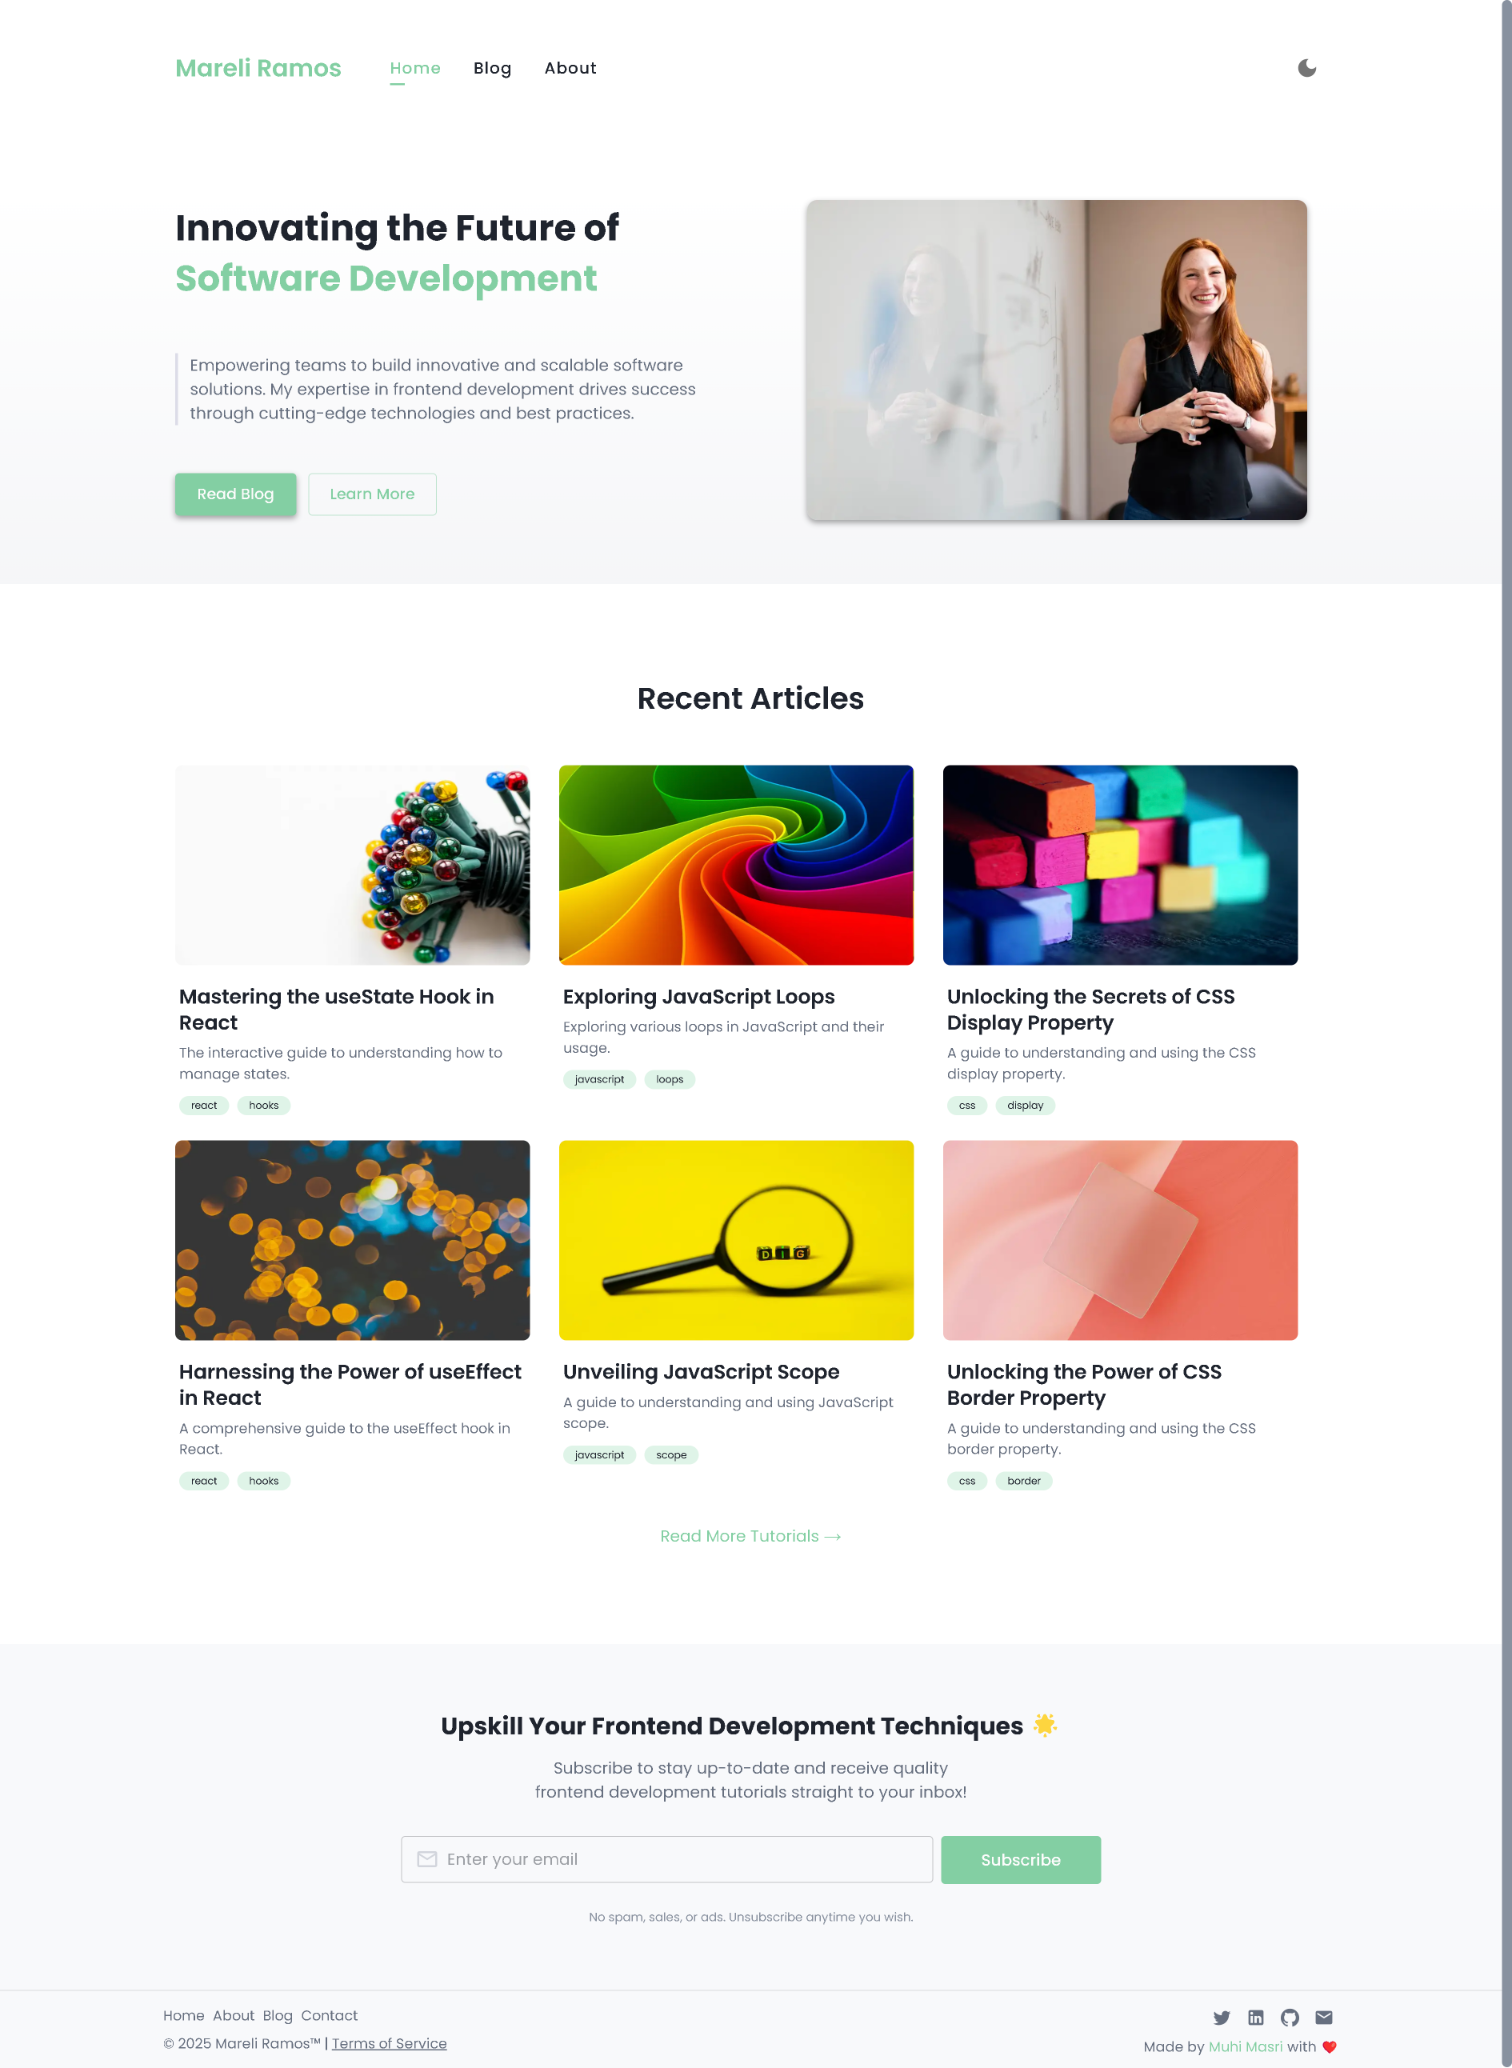 Mareli Ramos Home Blog About
Innovating the Future of
Software Development
Empowering teams to build innovative and scalable software
solutions. My expertise in frontend development drives success
through cutting-edge technologies and best practices.
Read Blog Learn More
Recent Articles
Mastering the useState Hook in
React
The interactive guide to understanding how to
manage states.
react hooks
Exploring JavaScript Loops
Exploring various loops in JavaScript and their
usage.
javascript loops
Unlocking the Secrets of CSS
Display Property
A guide to understanding and using the CSS
display property.
css display
Harnessing the Power of useEffect
in React
A comprehensive guide to the useEffect hook in
React.
react hooks
DIG
Unveiling JavaScript Scope
A guide to understanding and using JavaScript
scope.
javascript scope
Unlocking the Power of CSS
Border Property
A guide to understanding and using the CSS
border property.
css border
Read More Tutorials →
Upskill Your Frontend Development Techniques 🌟
Subscribe to stay up-to-date and receive quality
frontend development tutorials straight to your inbox!
Enter your email Subscribe
No spam, sales, or ads. Unsubscribe anytime you wish.
Home About Blog Contact
© 2025 Mareli Ramos™ | Terms of Service
Made by Muhi Masri with ❤️